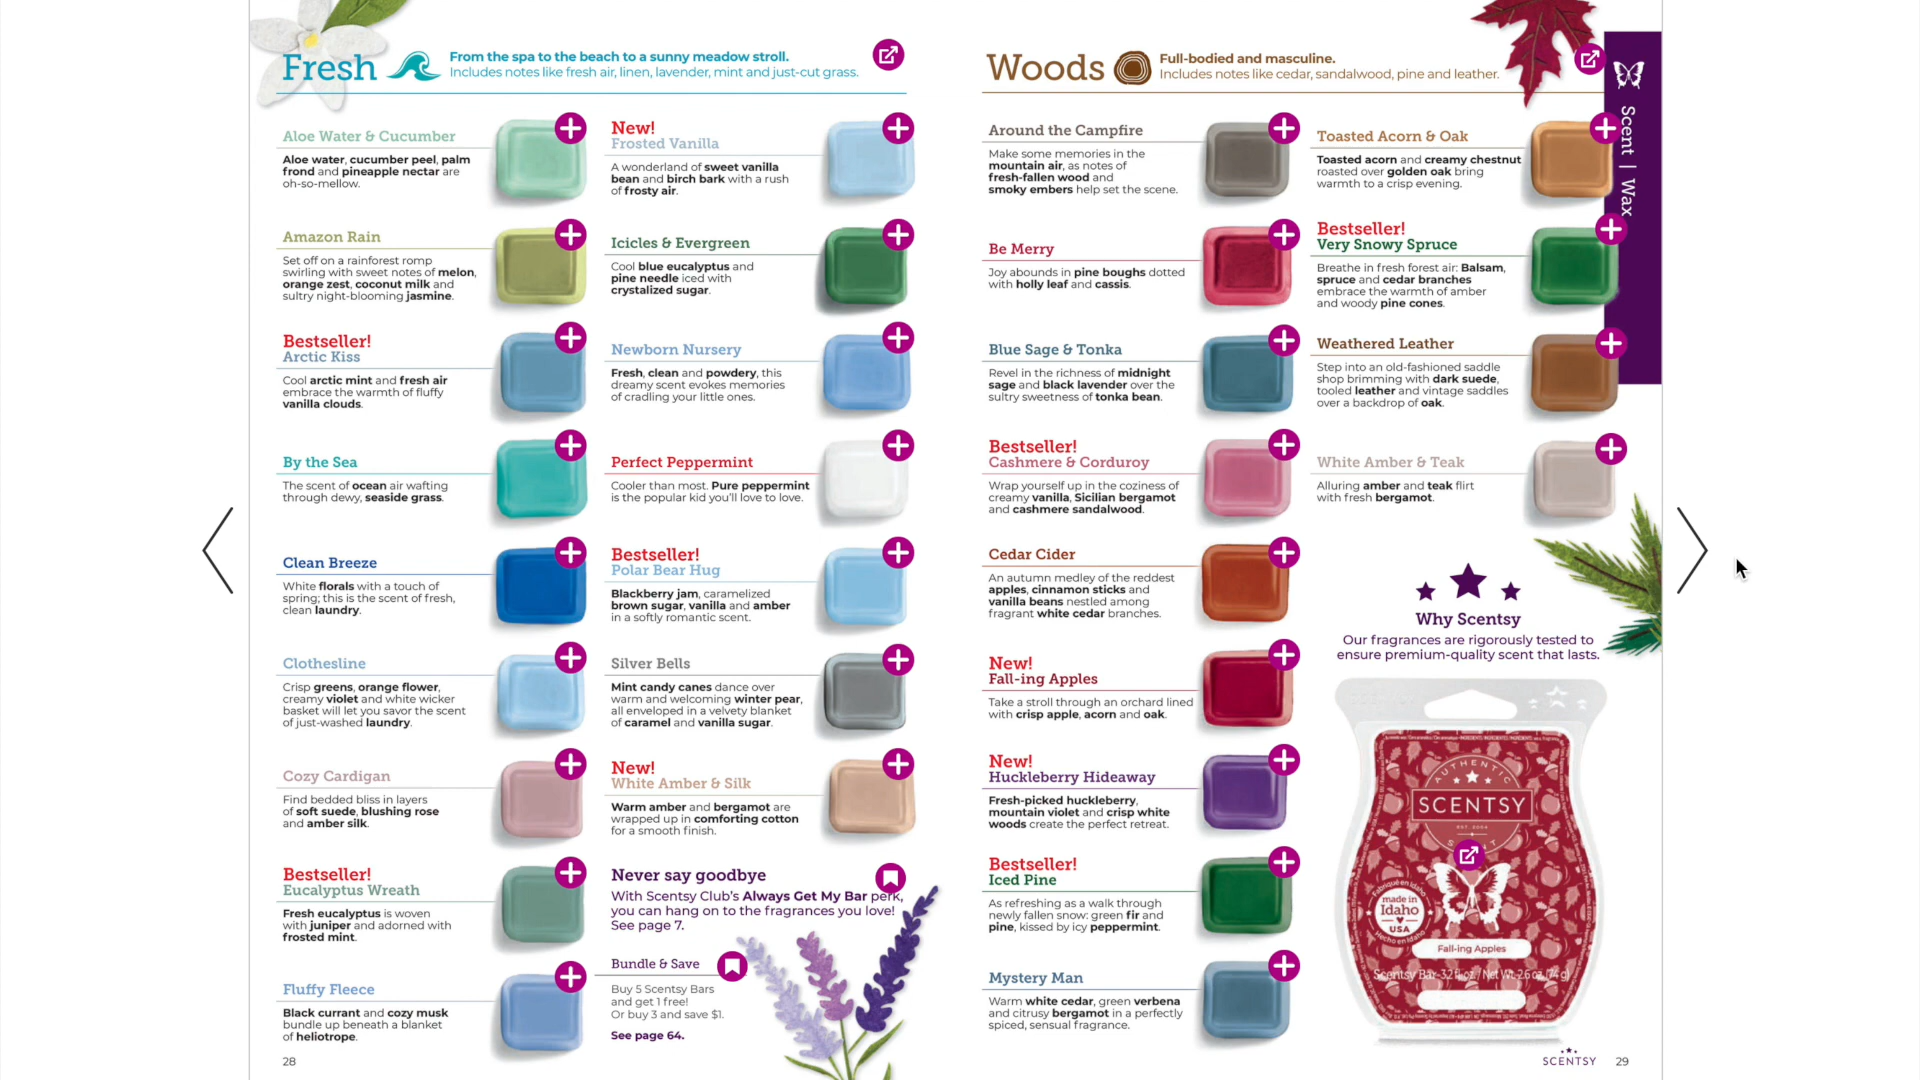 Fresh
From the spa to the beach to a sunny meadow stroll.
Includes notes like fresh air, linen, lavender, mint and just-cut grass.
Aloe Water & Cucumber
Aloe water, cucumber peel, palm
frond and pineapple nectar are
oh-so-mellow.
Amazon Rain
Set off on a rainforest romp
swirling with sweet notes of melon,
orange zest, coconut milk and
sultry night-blooming jasmine.
Bestseller!
Arctic Kiss
Cool arctic mint and fresh air
embrace the warmth of fluffy
vanilla clouds.
By the Sea
The scent of ocean air wafting
through dewy, seaside grass.
Clean Breeze
White florals with a touch of
spring; this is the scent of fresh,
clean laundry.
Clothesline
Crisp greens, orange flower,
creamy violet and white wicker
basket will let you savor the scent
of just-washed laundry.
Cozy Cardigan
Find bedded bliss in layers
of soft suede, blushing rose
and amber silk.
Bestseller!
Eucalyptus Wreath
Fresh eucalyptus is woven
with juniper and adorned with
frosted mint.
Fluffy Fleece
Black currant and cozy musk
bundle up beneath a blanket
of heliotrope.
28
New!
Frosted Vanilla
A wonderland of sweet vanilla
bean and birch bark with a rush
of frosty air.
Icicles & Evergreen
Cool blue eucalyptus and
pine needle iced with
crystalized sugar.
Newborn Nursery
Fresh, clean and powdery, this
dreamy scent evokes memories
of cradling your little ones.
Perfect Peppermint
Cooler than most. Pure peppermint
is the popular kid you'll love to love.
Bestseller!
Polar Bear Hug
Blackberry jam, caramelized
brown sugar, vanilla and amber
in a softly romantic scent.
Silver Bells
Mint candy canes dance over
warm and welcoming winter pear,
all enveloped in a velvety blanket
of caramel and vanilla sugar.
New!
White Amber & Silk
Warm amber and bergamot are
wrapped up in comforting cotton
for a smooth finish.
Never say goodbye
With Scentsy Club's Always Get My Bar perk,
you can hang on to the fragrances you love!
See page 7.
Bundle & Save
Buy 5 Scentsy Bars
and get 1 free!
Or buy 3 and save $1.
See page 64.
Woods
Full-bodied and masculine.
Includes notes like cedar, sandalwood, pine and leather.
Around the Campfire
Make some memories in the
mountain air, as notes of
fresh-fallen wood and
smoky embers help set the scene.
Be Merry
Joy abounds in pine boughs dotted
with holly leaf and cassis.
Blue Sage & Tonka
Revel in the richness of midnight
sage and black lavender over the
sultry sweetness of tonka bean.
Bestseller!
Cashmere & Corduroy
Wrap yourself up in the coziness of
creamy vanilla, Sicilian bergamot
and cashmere sandalwood.
Cedar Cider
An autumn medley of the reddest
apples, cinnamon sticks and
vanilla beans nestled among
fragrant white cedar branches.
New!
Fall-ing Apples
Take a stroll through an orchard lined
with crisp apple, acorn and oak.
New!
Huckleberry Hideaway
Fresh-picked huckleberry,
mountain violet and crisp white
woods create the perfect retreat.
Bestseller!
Iced Pine
As refreshing as a walk through
newly fallen snow: green fir and
pine, kissed by icy peppermint.
Mystery Man
Warm white cedar, green verbena
and citrusy bergamot in a perfectly
spiced, sensual fragrance.
Toasted Acorn & Oak
Toasted acorn and creamy chestnut
roasted over golden oak bring
warmth to a crisp evening.
Bestseller!
Very Snowy Spruce
Breathe in fresh forest air: Balsam,
spruce and cedar branches
embrace the warmth of amber
and woody pine cones.
Weathered Leather
Step into an old-fashioned saddle
shop brimming with dark suede,
tooled leather and vintage saddles
over a backdrop of oak.
White Amber & Teak
Alluring amber and teak flirt
with fresh bergamot.
Why Scentsy
Our fragrances are rigorously tested to
ensure premium-quality scent that lasts.
AUTHENTIC
SCENTSY
EST. 2004
Fabriqué en Idaho
made in
Idaho
USA
Hecho en Idaho
Fall-ing Apples
Scentsy Bar-3.2 fl. oz. / Net Wt. 2.6 oz. (74 g)
SCENTSY
29
Scent | Wax